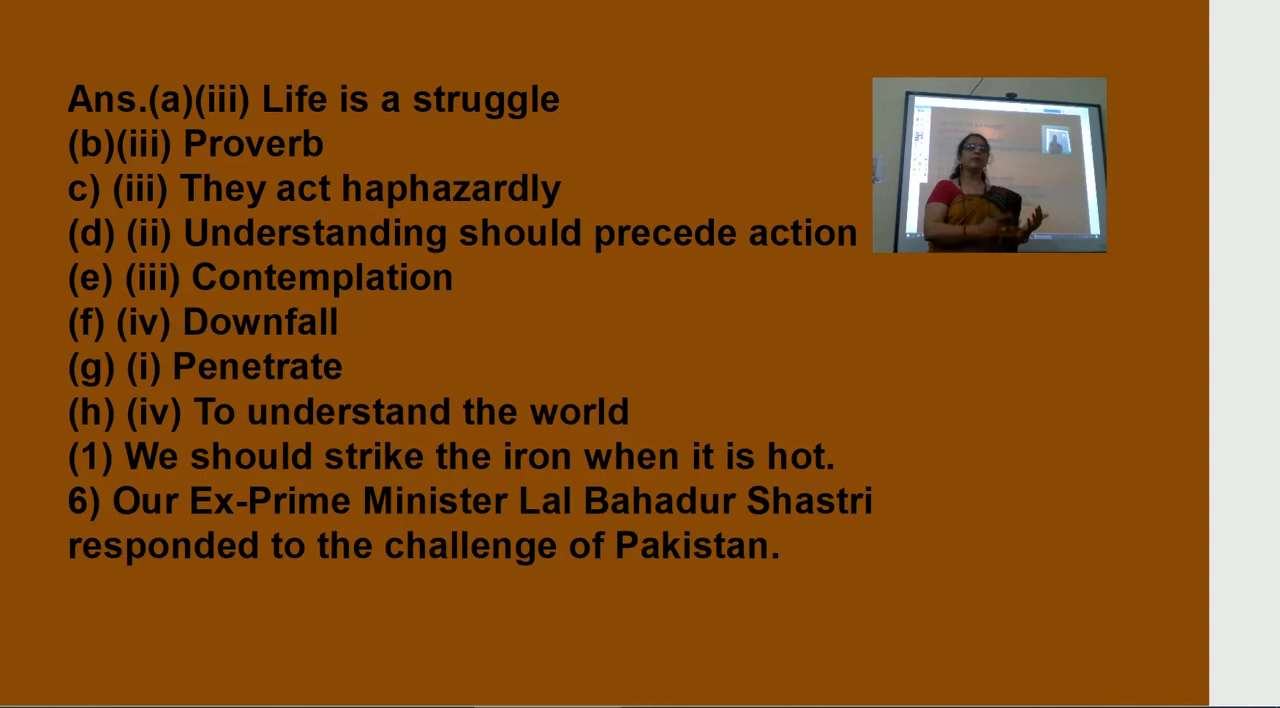 Ans.(a)(iii) Life is a struggle
(b)(iii) Proverb
c) (iii) They act haphazardly
(d) (ii) Understanding should precede action
(e) (iii) Contemplation
(f) (iv) Downfall
(g) (i) Penetrate
(h) (iv) To understand the world
(1) We should strike the iron when it is hot.
6) Our Ex-Prime Minister Lal Bahadur Shastri
responded to the challenge of Pakistan.